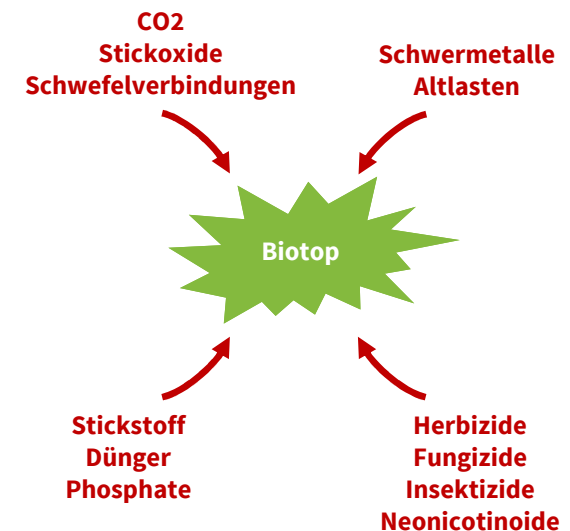 CO2
Stickoxide
Schwefelverbindungen
Schwermetalle
Altlasten
Biotop
Stickstoff
Dünger
Phosphate
Herbizide
Fungizide
Insektizide
Neonicotinoide